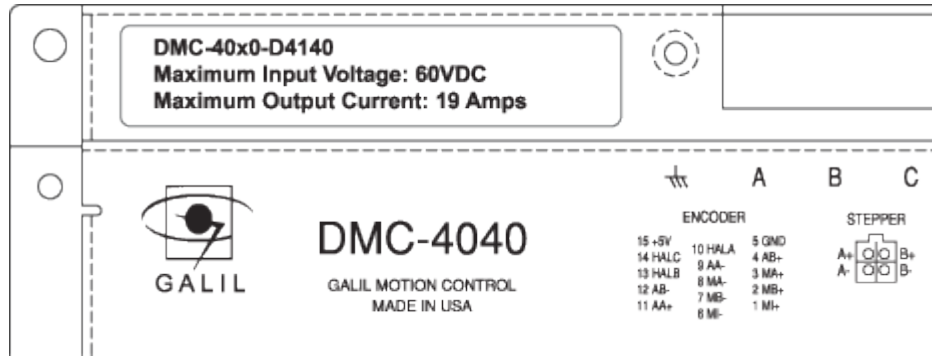 DMC-40x0-D4140
Maximum Input Voltage: 60VDC
Maximum Output Current: 19 Amps
A B C
GALIL
DMC-4040
GALIL MOTION CONTROL
MADE IN USA
ENCODER
15 +5V
14 HALC
13 HALB
12 AB-
11 AA+
10 HALA
9 AA-
8 MA-
7 MB-
6 MI-
5 GND
4 AB+
3 MA+
2 MB+
1 MI+
STEPPER
A+ B+
A- B-